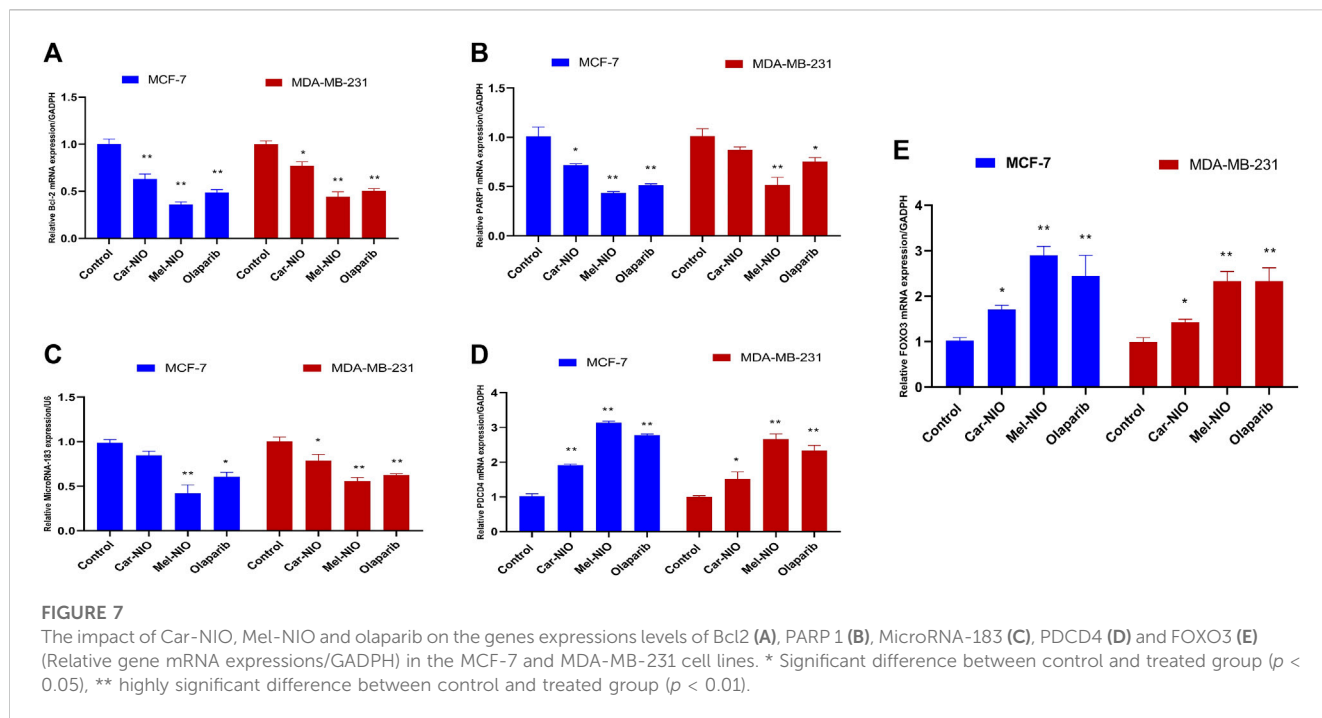 A
MCF-7
MDA-MB-231
Relative Bcl-2 mRNA expression/GADPH
1.5
1.0
0.5
0.0
**
**
**
*
**
**
Control
Car-NIO
Mel-NIO
Olaparib
Control
Car-NIO
Mel-NIO
Olaparib
B
MCF-7
MDA-MB-231
Relative PARP1 mRNA expression/GADPH
1.5
1.0
0.5
0.0
*
**
**
**
*
Control
Car-NIO
Mel-NIO
Olaparib
Control
Car-NIO
Mel-NIO
Olaparib
C
MCF-7
MDA-MB-231
Relative MicroRNA-183 expression/U6
1.5
1.0
0.5
0.0
**
*
*
**
**
Control
Car-NIO
Mel-NIO
Olaparib
Control
Car-NIO
Mel-NIO
Olaparib
D
MCF-7
MDA-MB-231
Relative PDCD4 mRNA expression/GADPH
4
3
2
1
0
**
**
**
*
**
**
Control
Car-NIO
Mel-NIO
Olaparib
Control
Car-NIO
Mel-NIO
Olaparib
E
MCF-7
MDA-MB-231
Relative FOXO3 mRNA expression/GADPH
4
3
2
1
0
*
**
**
*
**
**
Control
Car-NIO
Mel-NIO
Olaparib
Control
Car-NIO
Mel-NIO
Olaparib
FIGURE 7
The impact of Car-NIO, Mel-NIO and olaparib on the genes expressions levels of Bcl2 (A), PARP 1 (B), MicroRNA-183 (C), PDCD4 (D) and FOXO3 (E)
(Relative gene mRNA expressions/GADPH) in the MCF-7 and MDA-MB-231 cell lines. * Significant difference between control and treated group (p <
0.05), ** highly significant difference between control and treated group (p < 0.01).